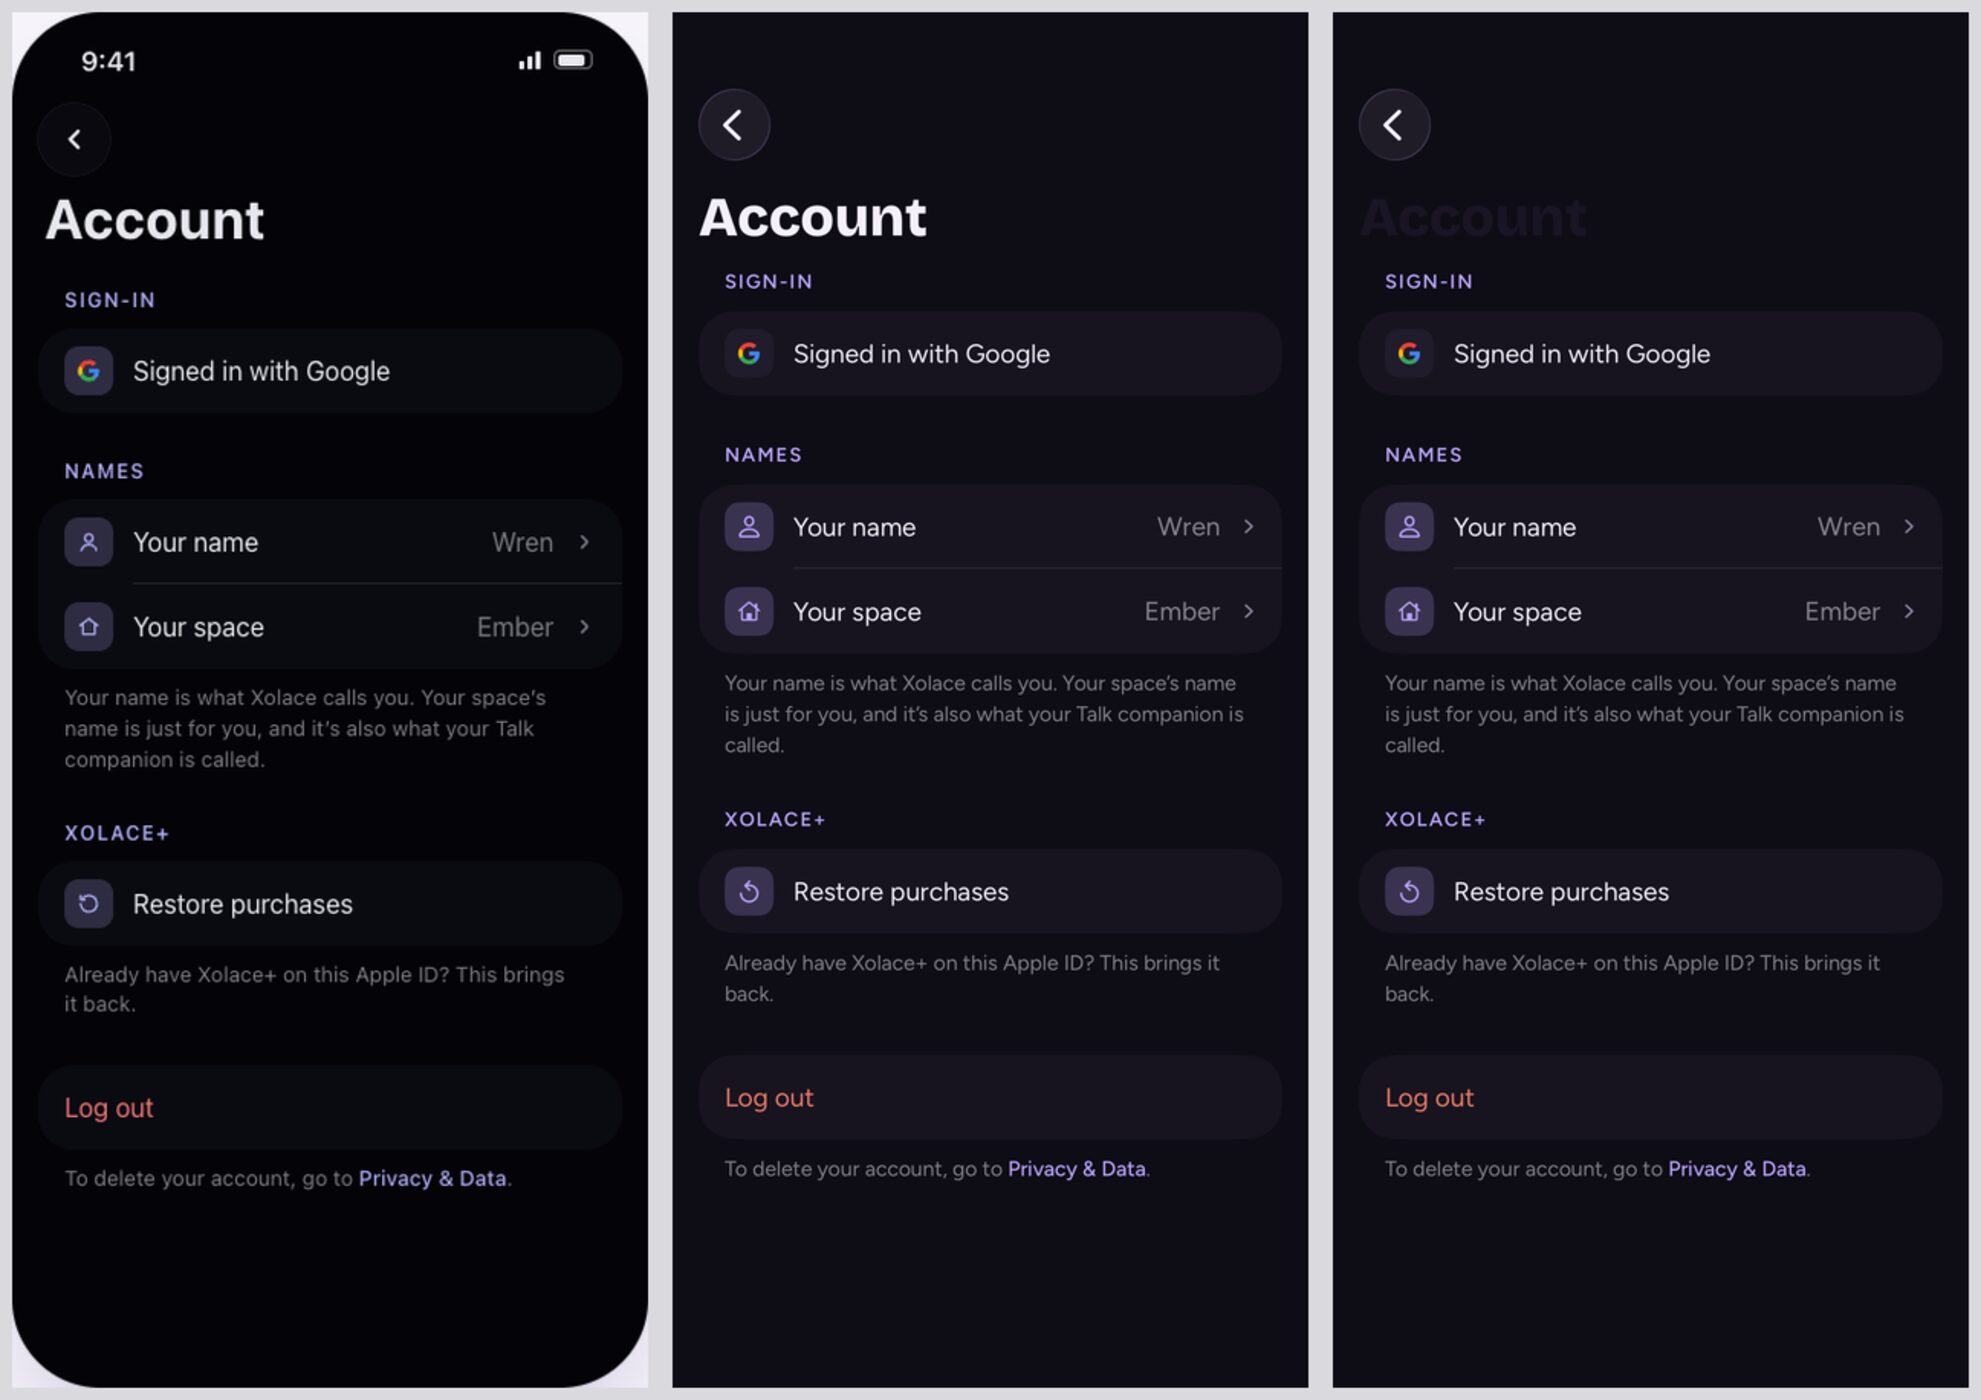 9:41
Account
SIGN-IN
Signed in with Google
NAMES
Your name Wren
Your space Ember
Your name is what Xolace calls you. Your space's
name is just for you, and it's also what your Talk
companion is called.
XOLACE+
Restore purchases
Already have Xolace+ on this Apple ID? This brings
it back.
Log out
To delete your account, go to Privacy & Data.
Account
SIGN-IN
Signed in with Google
NAMES
Your name Wren
Your space Ember
Your name is what Xolace calls you. Your space's name
is just for you, and it's also what your Talk companion is
called.
XOLACE+
Restore purchases
Already have Xolace+ on this Apple ID? This brings it
back.
Log out
To delete your account, go to Privacy & Data.
Account
SIGN-IN
Signed in with Google
NAMES
Your name Wren
Your space Ember
Your name is what Xolace calls you. Your space's name
is just for you, and it's also what your Talk companion is
called.
XOLACE+
Restore purchases
Already have Xolace+ on this Apple ID? This brings it
back.
Log out
To delete your account, go to Privacy & Data.